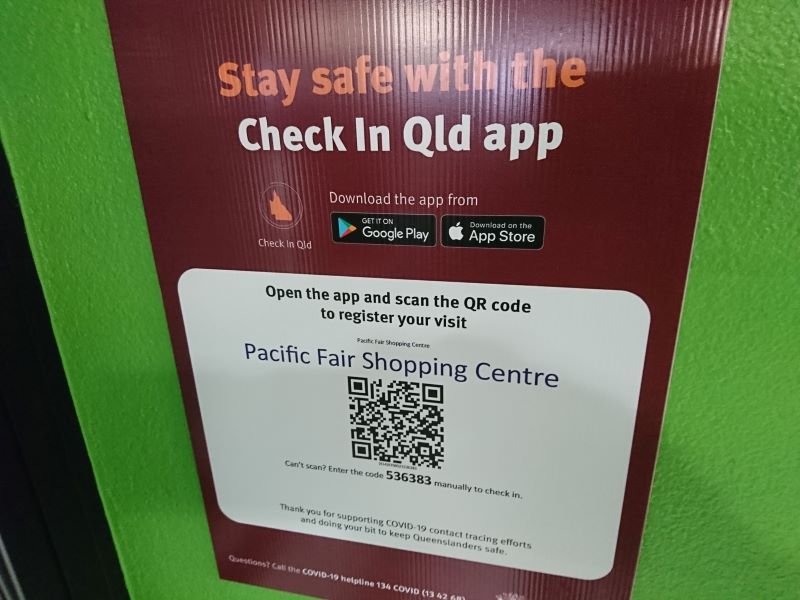 Stay safe with the
Check In Qld app
Download the app from
Check In Qld
GET IT ON
Google Play
Download on the
App Store
Open the app and scan the QR code
to register your visit
Pacific Fair Shopping Centre
Pacific Fair Shopping Centre
Can't scan? Enter the code 536383 manually to check in.
Thank you for supporting COVID-19 contact tracing efforts
and doing your bit to keep Queenslanders safe.
Questions? Call the COVID-19 helpline 134 COVID (13 42 68)